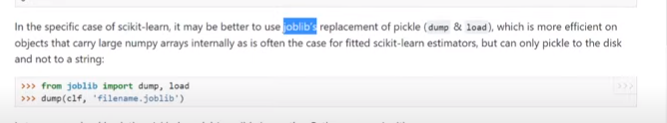 In the specific case of scikit-learn, it may be better to use joblib's replacement of pickle (dump & load), which is more efficient on
objects that carry large numpy arrays internally as is often the case for fitted scikit-learn estimators, but can only pickle to the disk
and not to a string:
>>> from joblib import dump, load
>>> dump(clf, 'filename.joblib')
>>>